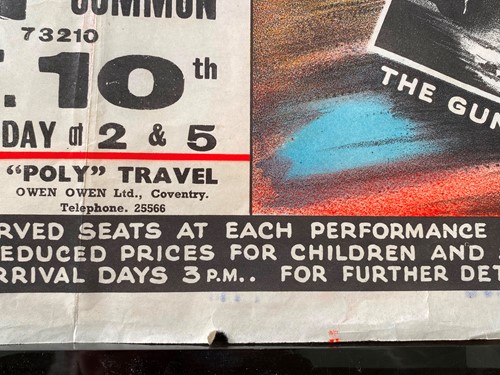 COMMON
73210
. 10th
DAY at 2 & 5
"POLY" TRAVEL
OWEN OWEN Ltd., Coventry.
Telephone. 25566
THE GUN
RVED SEATS AT EACH PERFORMANCE
EDUCED PRICES FOR CHILDREN AND
RRIVAL DAYS 3 P.M.. FOR FURTHER DET